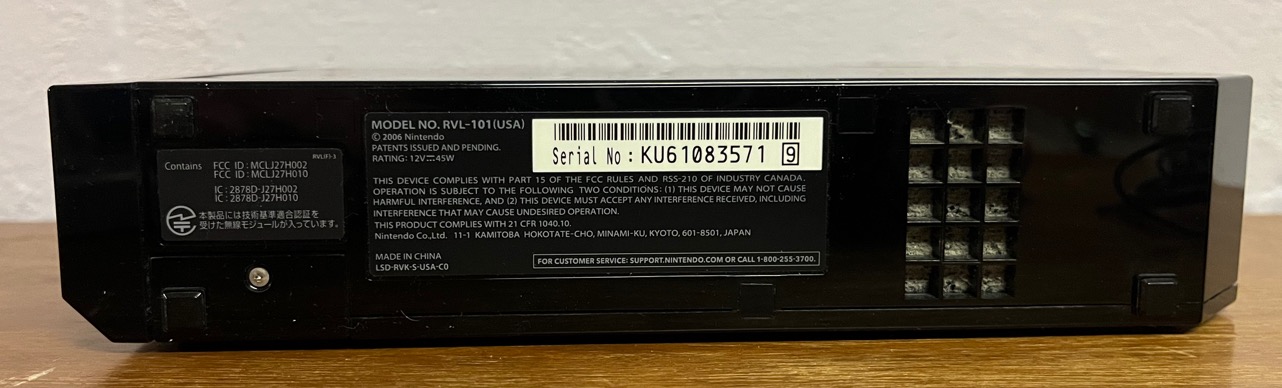 RVL/FJ-3
Contains FCC ID : MCLJ27H002
FCC ID : MCLJ27H010
IC : 2878D-J27H002
IC : 2878D-J27H010
本製品には技術基準適合認証を
受けた無線モジュールが入っています。
MODEL NO. RVL-101(USA)
© 2006 Nintendo
PATENTS ISSUED AND PENDING.
RATING: 12V⎓45W
Serial No : KU61083571 9
THIS DEVICE COMPLIES WITH PART 15 OF THE FCC RULES AND RSS-210 OF INDUSTRY CANADA.
OPERATION IS SUBJECT TO THE FOLLOWING TWO CONDITIONS: (1) THIS DEVICE MAY NOT CAUSE
HARMFUL INTERFERENCE, AND (2) THIS DEVICE MUST ACCEPT ANY INTERFERENCE RECEIVED, INCLUDING
INTERFERENCE THAT MAY CAUSE UNDESIRED OPERATION.
THIS PRODUCT COMPLIES WITH 21 CFR 1040.10.
Nintendo Co.,Ltd. 11-1 KAMITOBA HOKOTATE-CHO, MINAMI-KU, KYOTO, 601-8501, JAPAN
MADE IN CHINA
LSD-RVK-S-USA-C0
FOR CUSTOMER SERVICE: SUPPORT.NINTENDO.COM OR CALL 1-800-255-3700.